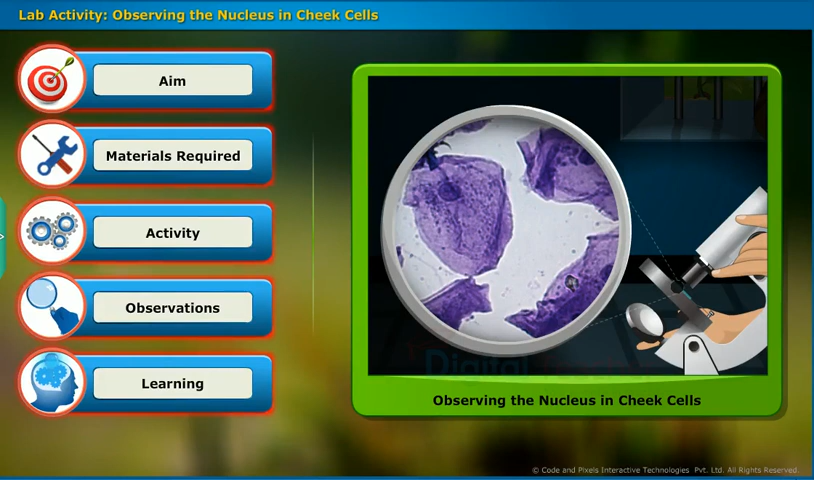 Lab Activity: Observing the Nucleus in Cheek Cells
Aim
Materials Required
Activity
Observations
Learning
Digital
Observing the Nucleus in Cheek Cells
© Code and Pixels Interactive Technologies Pvt. Ltd. All Rights Reserved.